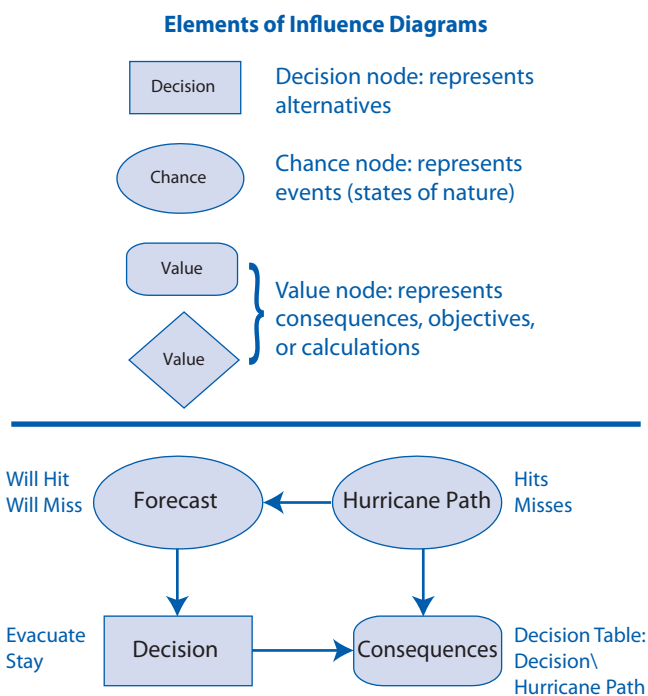 Elements of Influence Diagrams
Decision
Decision node: represents
alternatives
Chance
Chance node: represents
events (states of nature)
Value
Value
Value node: represents
consequences, objectives,
or calculations
Will Hit
Will Miss
Forecast
Hurricane Path
Hits
Misses
Evacuate
Stay
Decision
Consequences
Decision Table:
Decision\
Hurricane Path